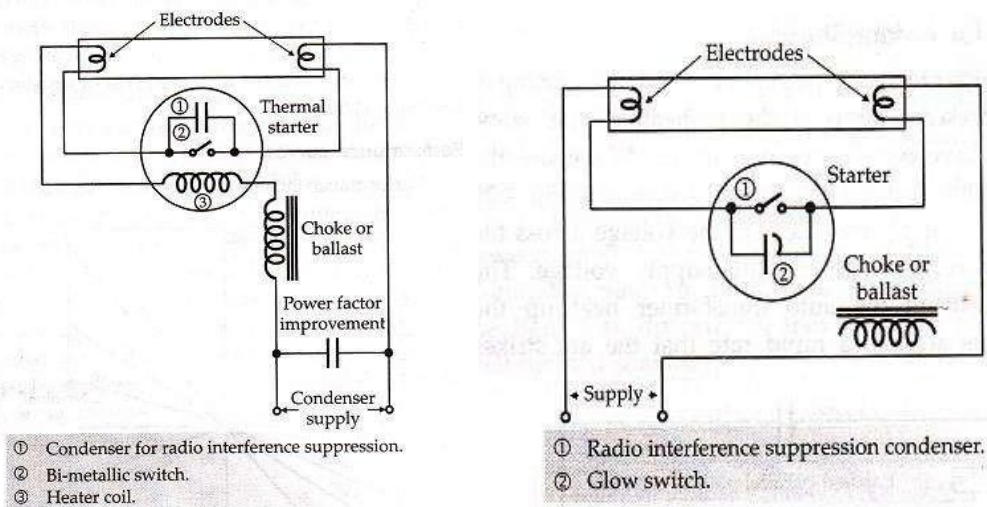 Electrodes
①
②
Thermal
starter
③
Choke or
ballast
Power factor
improvement
Condenser
supply
① Condenser for radio interference suppression.
② Bi-metallic switch.
③ Heater coil.
Electrodes
①
Starter
②
Choke or
ballast
Supply
① Radio interference suppression condenser.
② Glow switch.